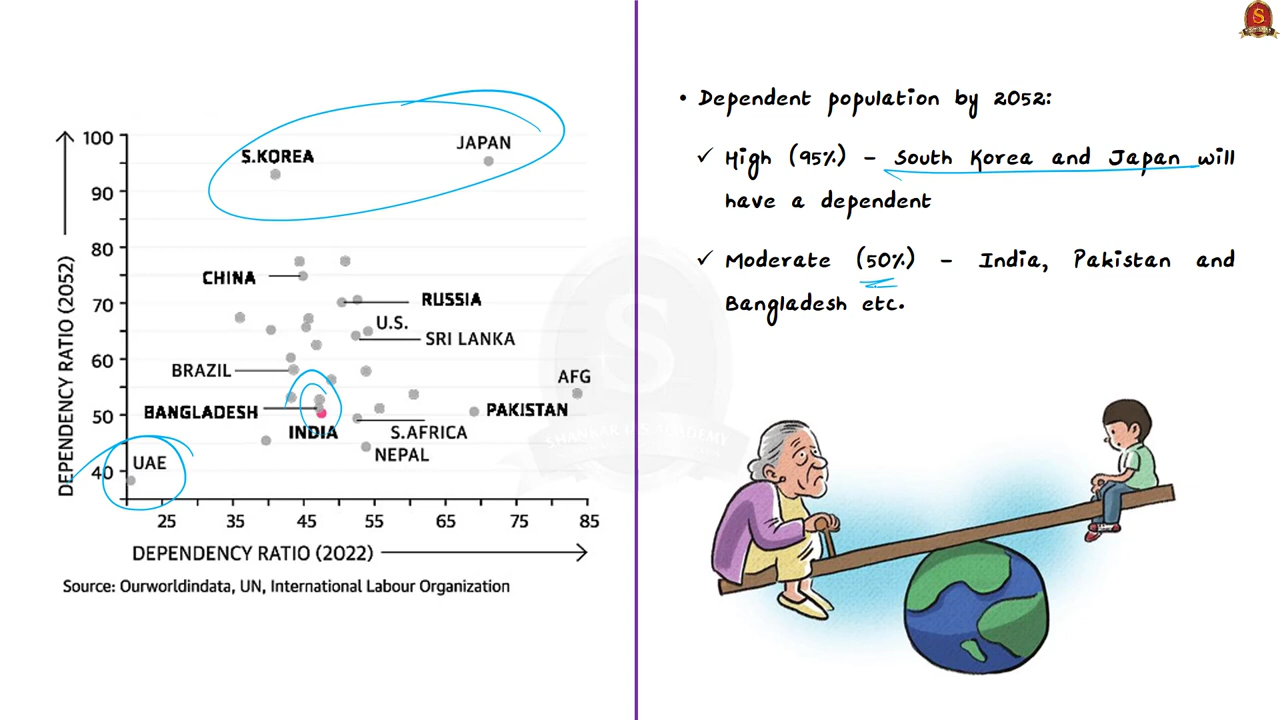 100
90
80
70
60
50
40
DEPENDENCY RATIO (2052)
S.KOREA
JAPAN
CHINA
RUSSIA
U.S.
SRI LANKA
BRAZIL
AFG
BANGLADESH
PAKISTAN
INDIA
S.AFRICA
NEPAL
UAE
25 35 45 55 65 75 85
DEPENDENCY RATIO (2022)
Source: Ourworldindata, UN, International Labour Organization
• Dependent population by 2052:
✓ High (95%) – South Korea and Japan will
have a dependent
✓ Moderate (50%) – India, Pakistan and
Bangladesh etc.
SHANKAR IAS ACADEMY